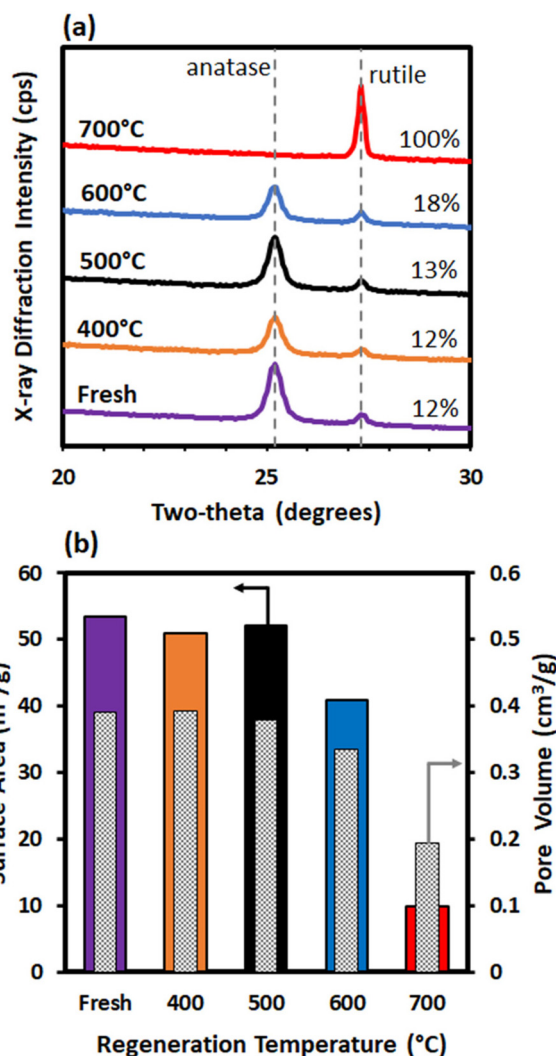 (a)
anatase
rutile
700°C
100%
600°C
18%
500°C
13%
400°C
12%
Fresh
12%
X-ray Diffraction Intensity (cps)
20 25 30
Two-theta (degrees)
(b)
60
50
40
30
20
10
0
Area
0.6
0.5
0.4
0.3
0.2
0.1
0
Pore Volume (cm³/g)
Fresh 400 500 600 700
Regeneration Temperature (°C)